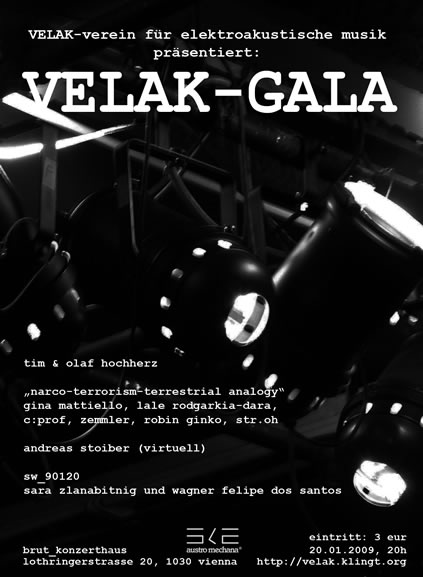 VELAK-verein für elektroakustische musik
präsentiert:
VELAK-GALA
tim & olaf hochherz
„narco-terrorism-terrestrial analogy“
gina mattiello, lale rodgarkia-dara,
c:prof, zemmler, robin ginko, str.oh
andreas stoiber (virtuell)
sw_90120
sara zlanabitnig und wagner felipe dos santos
ske
austro mechana®
eintritt: 3 eur
brut_konzerthaus 20.01.2009, 20h
lothringerstrasse 20, 1030 vienna http://velak.klingt.org